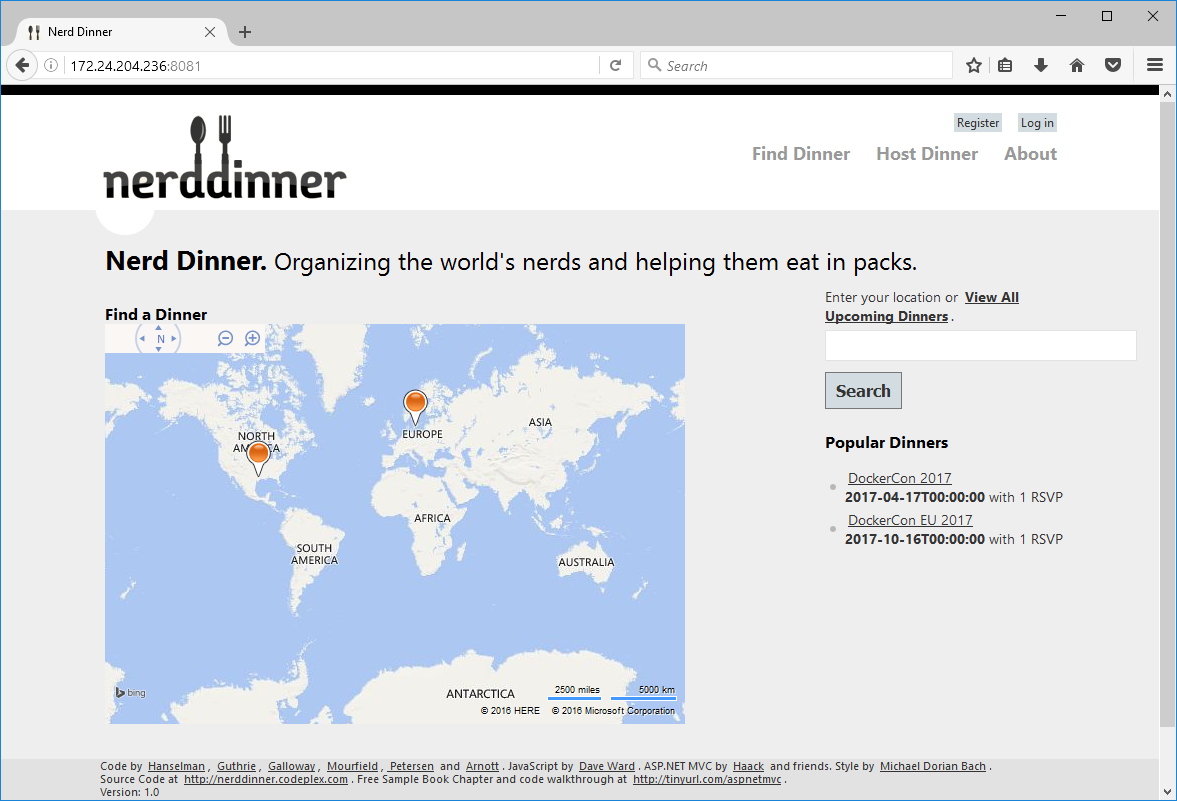 Nerd Dinner
172.24.204.236:8081
Search
Register Log in
nerddinner
Find Dinner Host Dinner About
Nerd Dinner. Organizing the world's nerds and helping them eat in packs.
Find a Dinner
N
NORTH
AMERICA
EUROPE
ASIA
AFRICA
SOUTH
AMERICA
AUSTRALIA
ANTARCTICA
bing
2500 miles 5000 km
© 2016 HERE © 2016 Microsoft Corporation
Enter your location or View All
Upcoming Dinners .
Search
Popular Dinners
DockerCon 2017
2017-04-17T00:00:00 with 1 RSVP
DockerCon EU 2017
2017-10-16T00:00:00 with 1 RSVP
Code by Hanselman , Guthrie , Galloway , Mourfield , Petersen and Arnott . JavaScript by Dave Ward . ASP.NET MVC by Haack and friends. Style by Michael Dorian Bach .
Source Code at http://nerddinner.codeplex.com . Free Sample Book Chapter and code walkthrough at http://tinyurl.com/aspnetmvc .
Version: 1.0